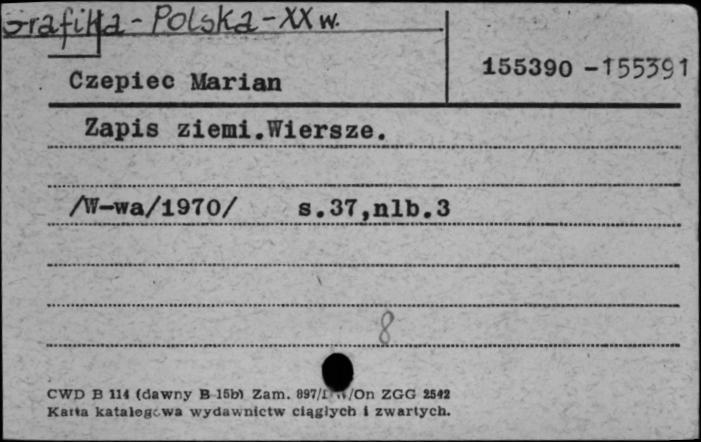 Grafika - Polska - XX w.
Czepiec Marian
155390 - 155391
Zapis ziemi.Wiersze.
/W-wa/1970/ s.37,nlb.3
8
CWD B 114 (dawny B 15b) Zam. 897/ W/On ZGG 2542
Karta katalogowa wydawnictw ciągłych i zwartych.